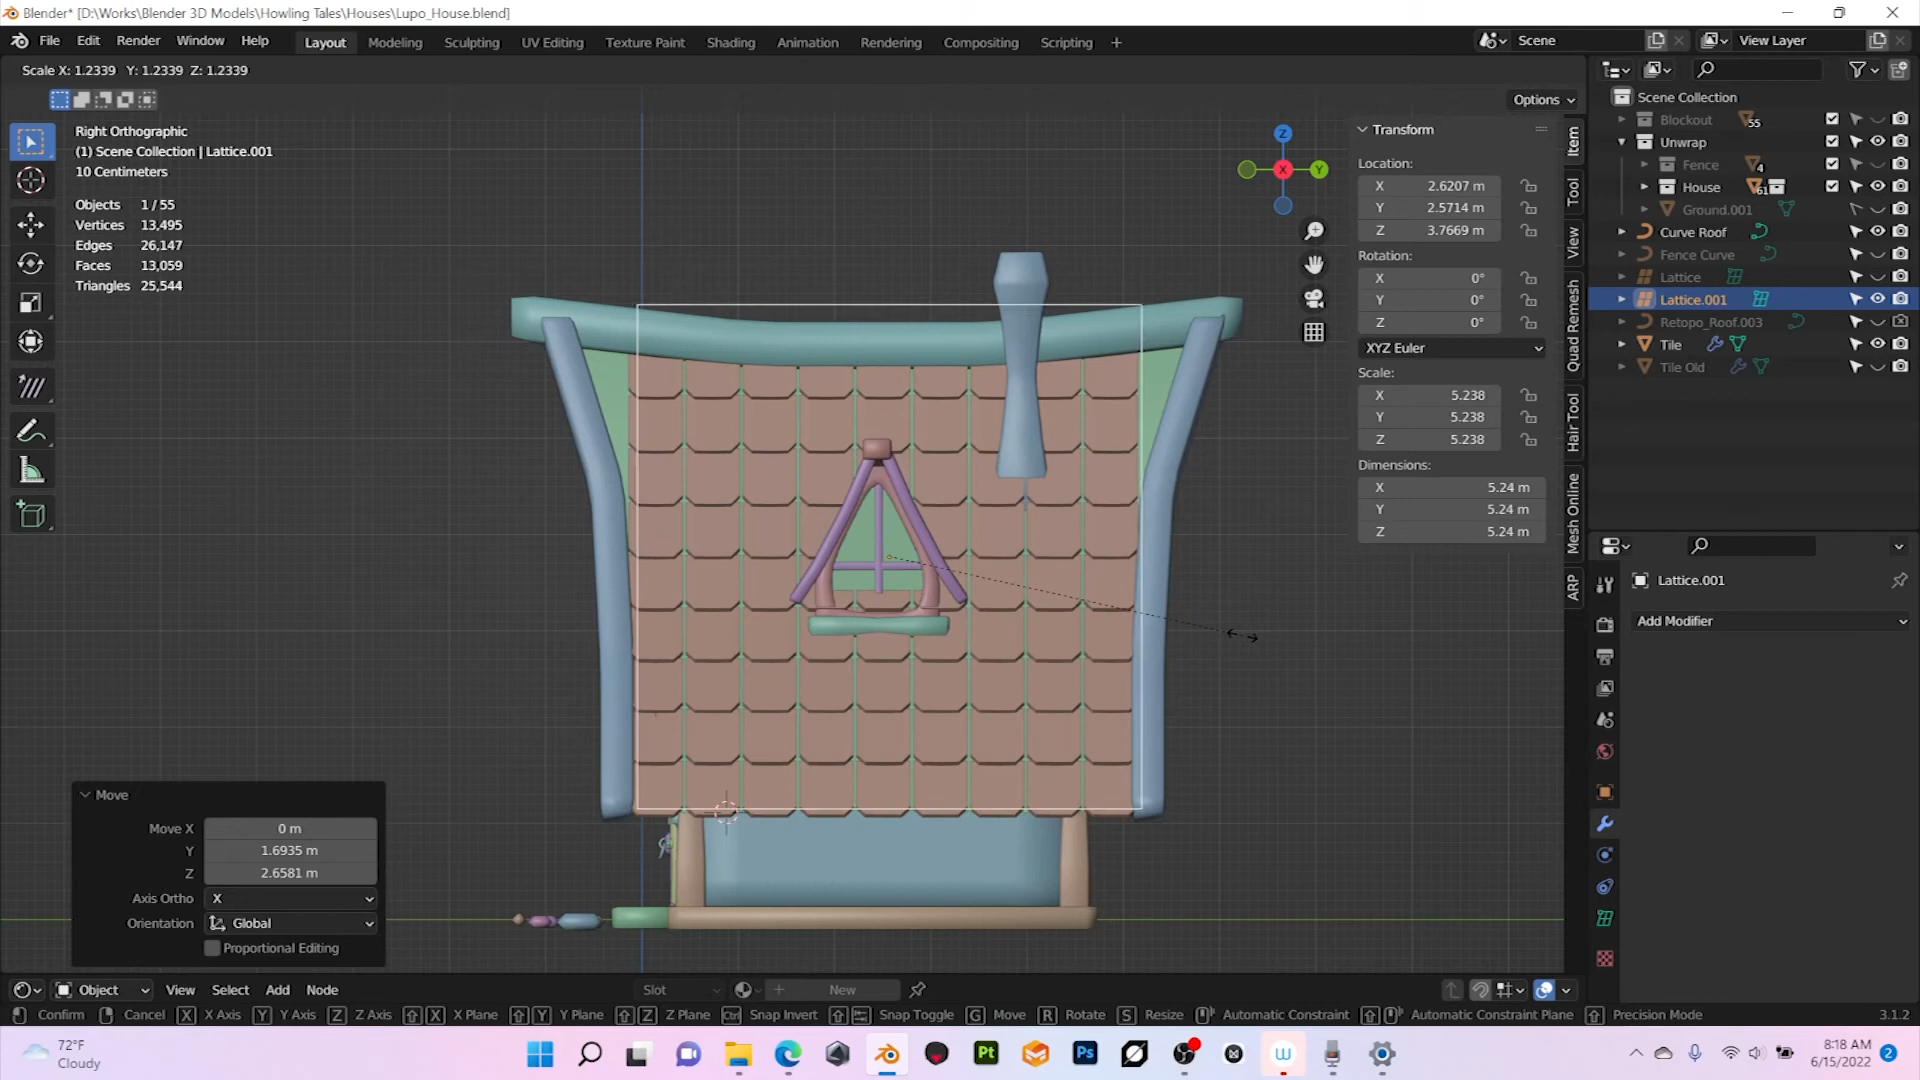 Blender* [D:\Works\Blender 3D Models\Howling Tales\Houses\Lupo_House.blend]
File Edit Render Window Help Layout Modeling Sculpting UV Editing Texture Paint Shading Animation Rendering Compositing Scripting + Scene View Layer
Scale X: 1.2339 Y: 1.2339 Z: 1.2339
Options
Right Orthographic
(1) Scene Collection | Lattice.001
10 Centimeters
Objects 1 / 55
Vertices 13,495
Edges 26,147
Faces 13,059
Triangles 25,544
Z
X
Y
Transform
Location:
X 2.6207 m
Y 2.5714 m
Z 3.7669 m
Rotation:
X 0°
Y 0°
Z 0°
XYZ Euler
Scale:
X 5.238
Y 5.238
Z 5.238
Dimensions:
X 5.24 m
Y 5.24 m
Z 5.24 m
Item
Tool
View
Quad Remesh
Hair Tool
Mesh Online
ARP
Scene Collection
Blockout 55
Unwrap
Fence 4
House 61
Ground.001
Curve Roof
Fence Curve
Lattice
Lattice.001
Retopo_Roof.003
Tile
Tile Old
Lattice.001
Add Modifier
Move
Move X 0 m
Y 1.6935 m
Z 2.6581 m
Axis Ortho X
Orientation Global
Proportional Editing
Object View Select Add Node Slot New
Confirm Cancel X X Axis Y Y Axis Z Z Axis X X Plane Y Y Plane Z Z Plane Ctrl Snap Invert Snap Toggle G Move R Rotate S Resize Automatic Constraint Automatic Constraint Plane Precision Mode 3.1.2
72°F
Cloudy
Pt
Ps
W
8:18 AM
6/15/2022
2